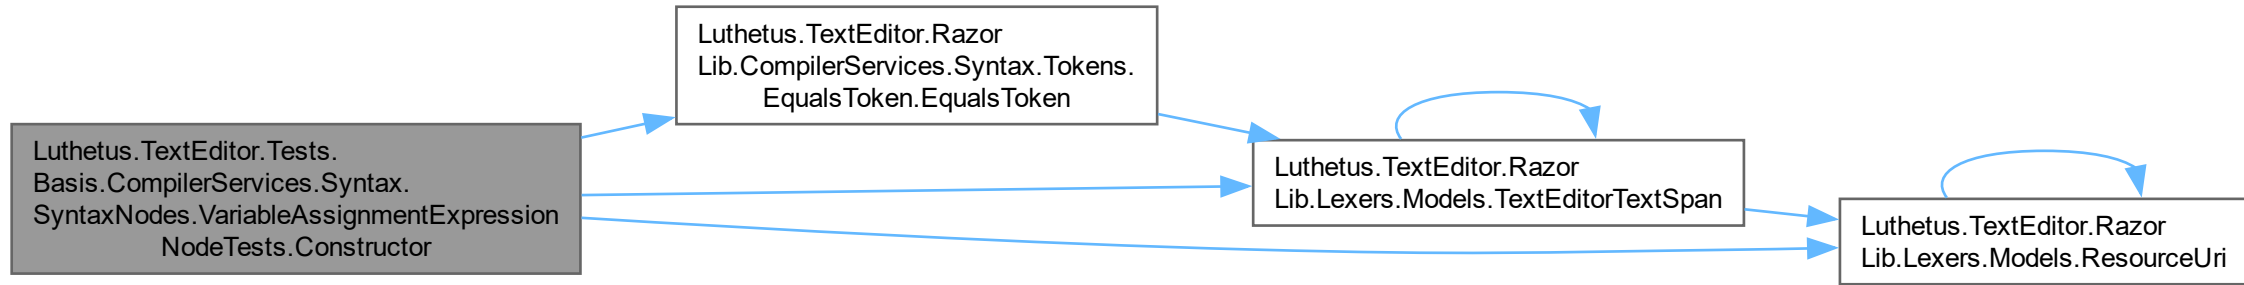 Luthetus.TextEditor.Tests.
Basis.CompilerServices.Syntax.
SyntaxNodes.VariableAssignmentExpression
NodeTests.Constructor
Luthetus.TextEditor.Razor
Lib.CompilerServices.Syntax.Tokens.
EqualsToken.EqualsToken
Luthetus.TextEditor.Razor
Lib.Lexers.Models.TextEditorTextSpan
Luthetus.TextEditor.Razor
Lib.Lexers.Models.ResourceUri